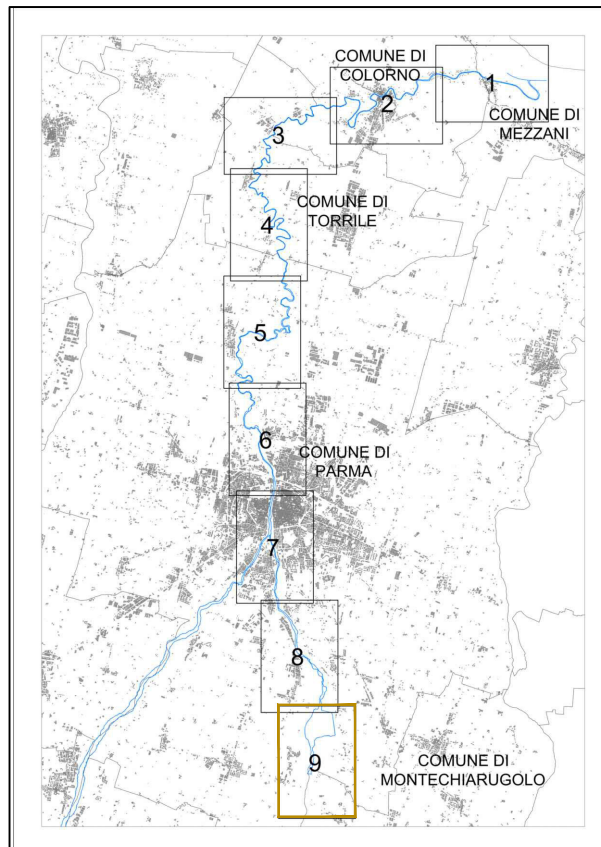 COMUNE DI
COLORNO
1
2
COMUNE DI
MEZZANI
3
COMUNE DI
TORRILE
4
5
6
COMUNE DI
PARMA
7
8
COMUNE DI
MONTECHIARUGOLO
9